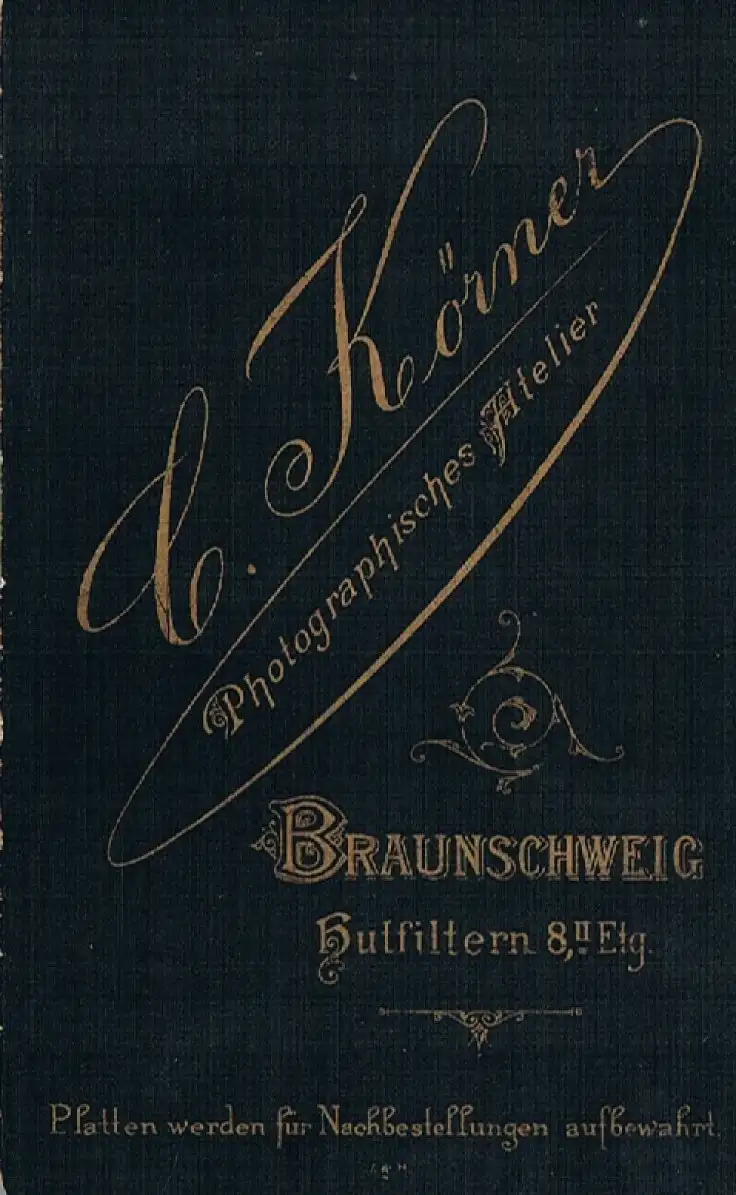 C. Körner
Photographisches Atelier
BRAUNSCHWEIG
Hutfiltern 8, II Etg.
Platten werden für Nachbestellungen aufbewahrt.